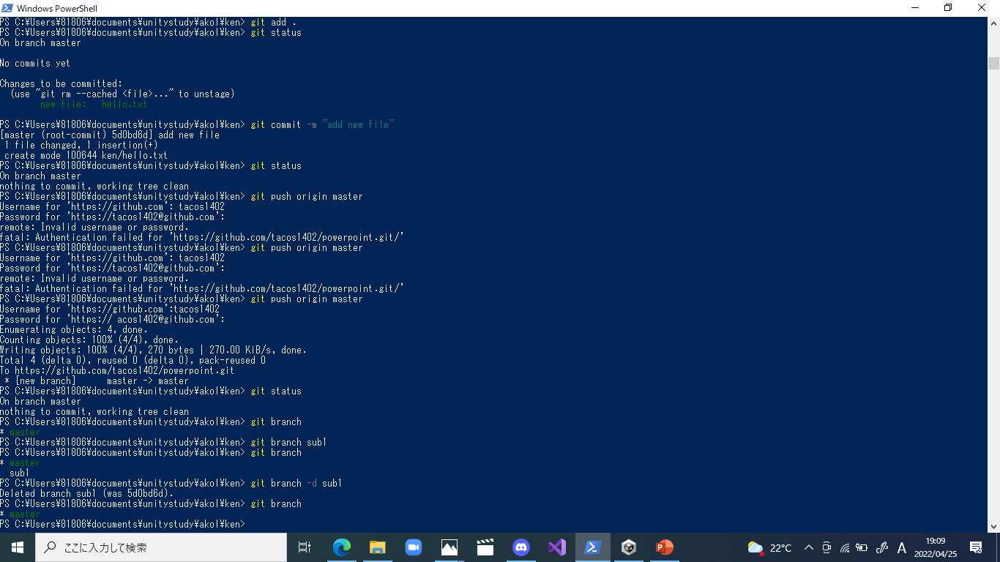 Windows PowerShell
PS C:¥Users¥81806¥documents¥unitystudy¥akol¥ken> git add .
PS C:¥Users¥81806¥documents¥unitystudy¥akol¥ken> git status
On branch master
No commits yet
Changes to be committed:
(use "git rm --cached <file>..." to unstage)
new file: hello.txt
PS C:¥Users¥81806¥documents¥unitystudy¥akol¥ken> git commit -m "add new file"
[master (root-commit) 5d0bd6d] add new file
1 file changed, 1 insertion(+)
create mode 100644 ken/hello.txt
PS C:¥Users¥81806¥documents¥unitystudy¥akol¥ken> git status
On branch master
nothing to commit, working tree clean
PS C:¥Users¥81806¥documents¥unitystudy¥akol¥ken> git push origin master
Username for 'https://github.com': tacos1402
Password for 'https://tacos1402@github.com':
remote: Invalid username or password.
fatal: Authentication failed for 'https://github.com/tacos1402/powerpoint.git/'
PS C:¥Users¥81806¥documents¥unitystudy¥akol¥ken> git push origin master
Username for 'https://github.com': tacos1402
Password for 'https://tacos1402@github.com':
remote: Invalid username or password.
fatal: Authentication failed for 'https://github.com/tacos1402/powerpoint.git/'
PS C:¥Users¥81806¥documents¥unitystudy¥akol¥ken> git push origin master
Username for 'https://github.com':tacos1402
Password for 'https:// acos1402@github.com':
Enumerating objects: 4, done.
Counting objects: 100% (4/4), done.
Writing objects: 100% (4/4), 270 bytes | 270.00 KiB/s, done.
Total 4 (delta 0), reused 0 (delta 0), pack-reused 0
To https://github.com/tacos1402/powerpoint.git
* [new branch] master -> master
PS C:¥Users¥81806¥documents¥unitystudy¥akol¥ken> git status
On branch master
nothing to commit, working tree clean
PS C:¥Users¥81806¥documents¥unitystudy¥akol¥ken> git branch
* master
PS C:¥Users¥81806¥documents¥unitystudy¥akol¥ken> git branch sub1
PS C:¥Users¥81806¥documents¥unitystudy¥akol¥ken> git branch
* master
sub1
PS C:¥Users¥81806¥documents¥unitystudy¥akol¥ken> git branch -d sub1
Deleted branch sub1 (was 5d0bd6d).
PS C:¥Users¥81806¥documents¥unitystudy¥akol¥ken> git branch
* master
PS C:¥Users¥81806¥documents¥unitystudy¥akol¥ken>
ここに入力して検索
22°C
A
19:09
2022/04/25